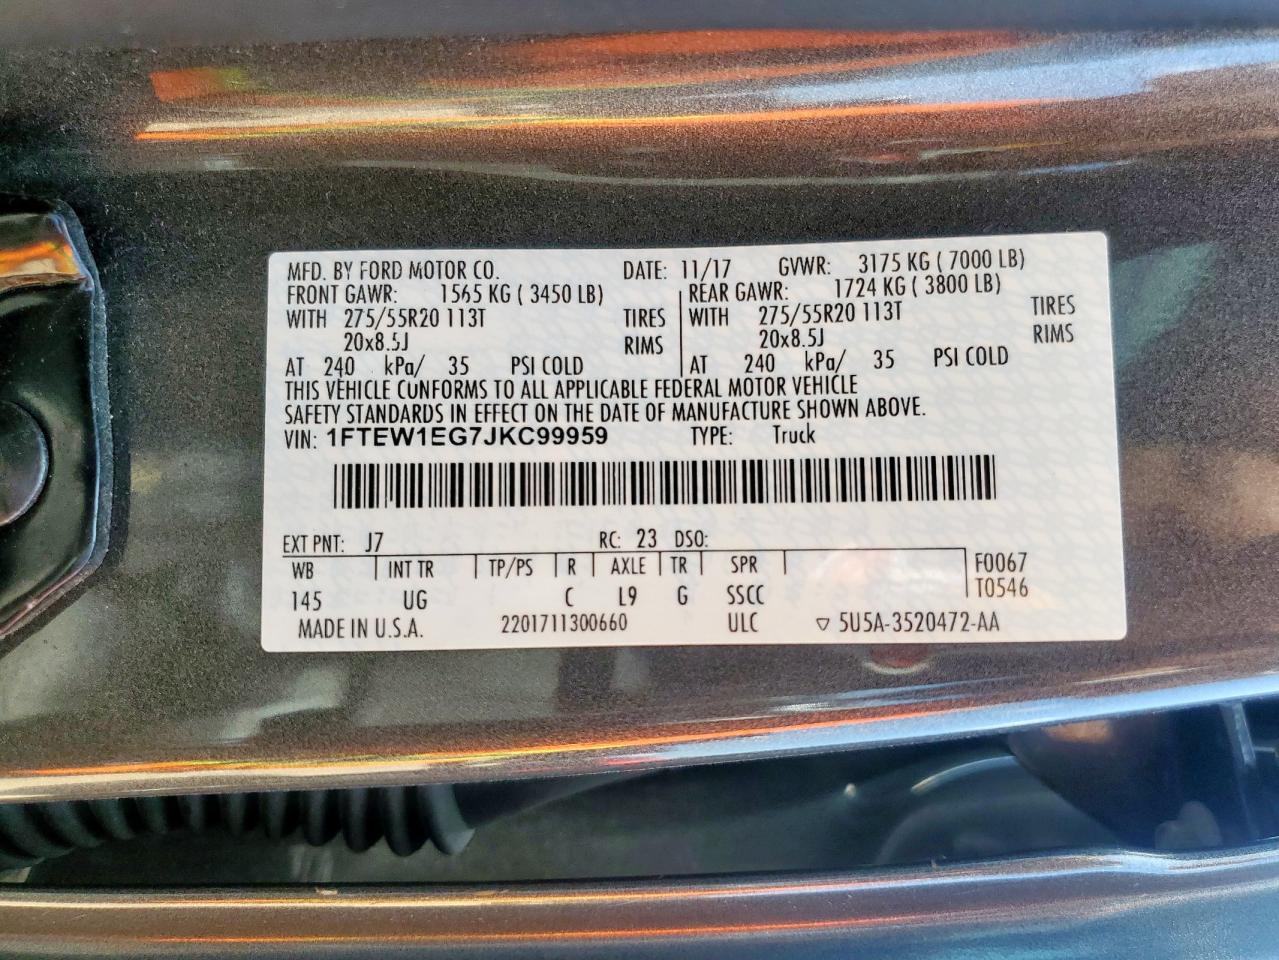 MFD. BY FORD MOTOR CO. DATE: 11/17 GVWR: 3175 KG ( 7000 LB)
FRONT GAWR: 1565 KG ( 3450 LB) REAR GAWR: 1724 KG ( 3800 LB)
WITH 275/55R20 113T TIRES WITH 275/55R20 113T TIRES
20x8.5J RIMS 20x8.5J RIMS
AT 240 kPa/ 35 PSI COLD AT 240 kPa/ 35 PSI COLD
THIS VEHICLE CONFORMS TO ALL APPLICABLE FEDERAL MOTOR VEHICLE
SAFETY STANDARDS IN EFFECT ON THE DATE OF MANUFACTURE SHOWN ABOVE.
VIN: 1FTEW1EG7JKC99959 TYPE: Truck
EXT PNT: J7 RC: 23 DSO:
WB INT TR TP/PS R AXLE TR SPR F0067
145 UG C L9 G SSCC T0546
MADE IN U.S.A. 2201711300660 ULC ▽ 5U5A-3520472-AA